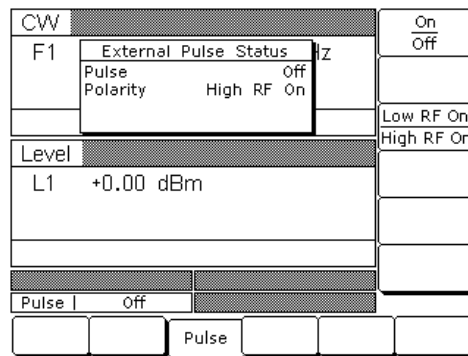 CW
On
Off
F1
External Pulse Status
Hz
Pulse Off
Polarity High RF On
Low RF On
High RF On
Level
L1 +0.00 dBm
Pulse | Off
Pulse